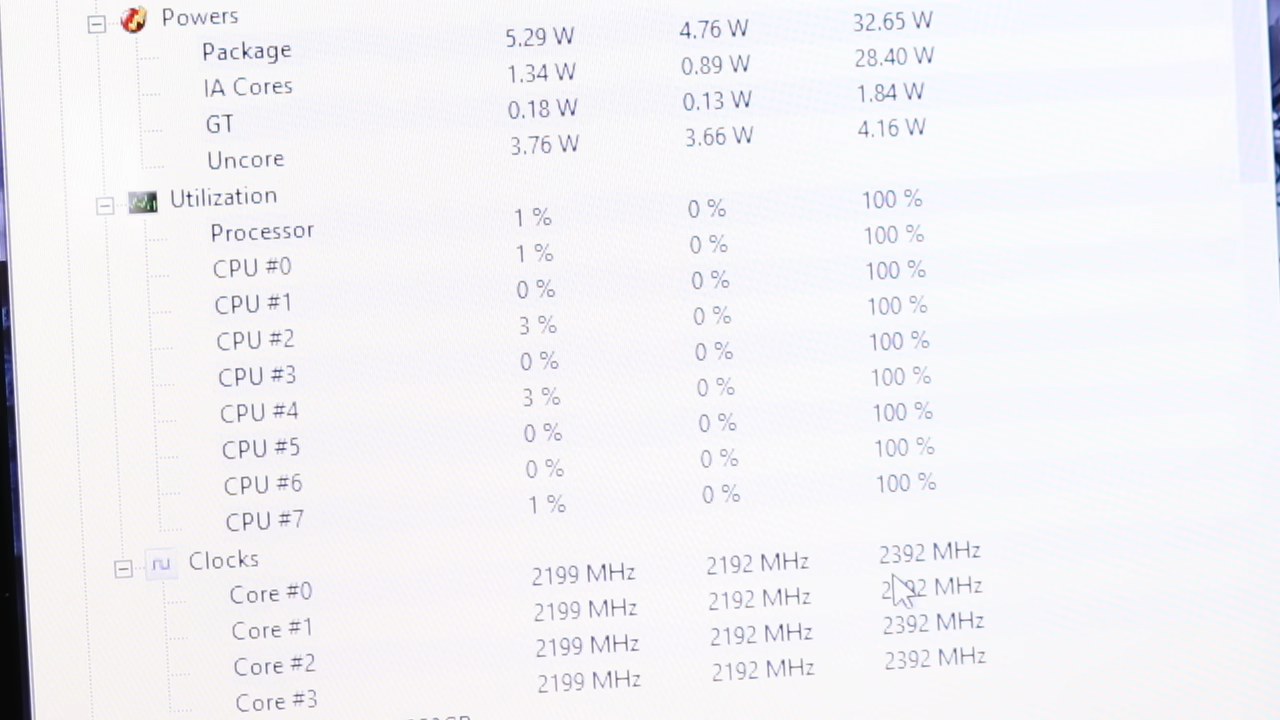 Powers
Package 5.29 W 4.76 W 32.65 W
IA Cores 1.34 W 0.89 W 28.40 W
GT 0.18 W 0.13 W 1.84 W
Uncore 3.76 W 3.66 W 4.16 W
Utilization
Processor 1 % 0 % 100 %
CPU #0 1 % 0 % 100 %
CPU #1 0 % 0 % 100 %
CPU #2 3 % 0 % 100 %
CPU #3 0 % 0 % 100 %
CPU #4 3 % 0 % 100 %
CPU #5 0 % 0 % 100 %
CPU #6 0 % 0 % 100 %
CPU #7 1 % 0 % 100 %
Clocks
Core #0 2199 MHz 2192 MHz 2392 MHz
Core #1 2199 MHz 2192 MHz MHz
Core #2 2199 MHz 2192 MHz 2392 MHz
Core #3 2199 MHz 2192 MHz 2392 MHz